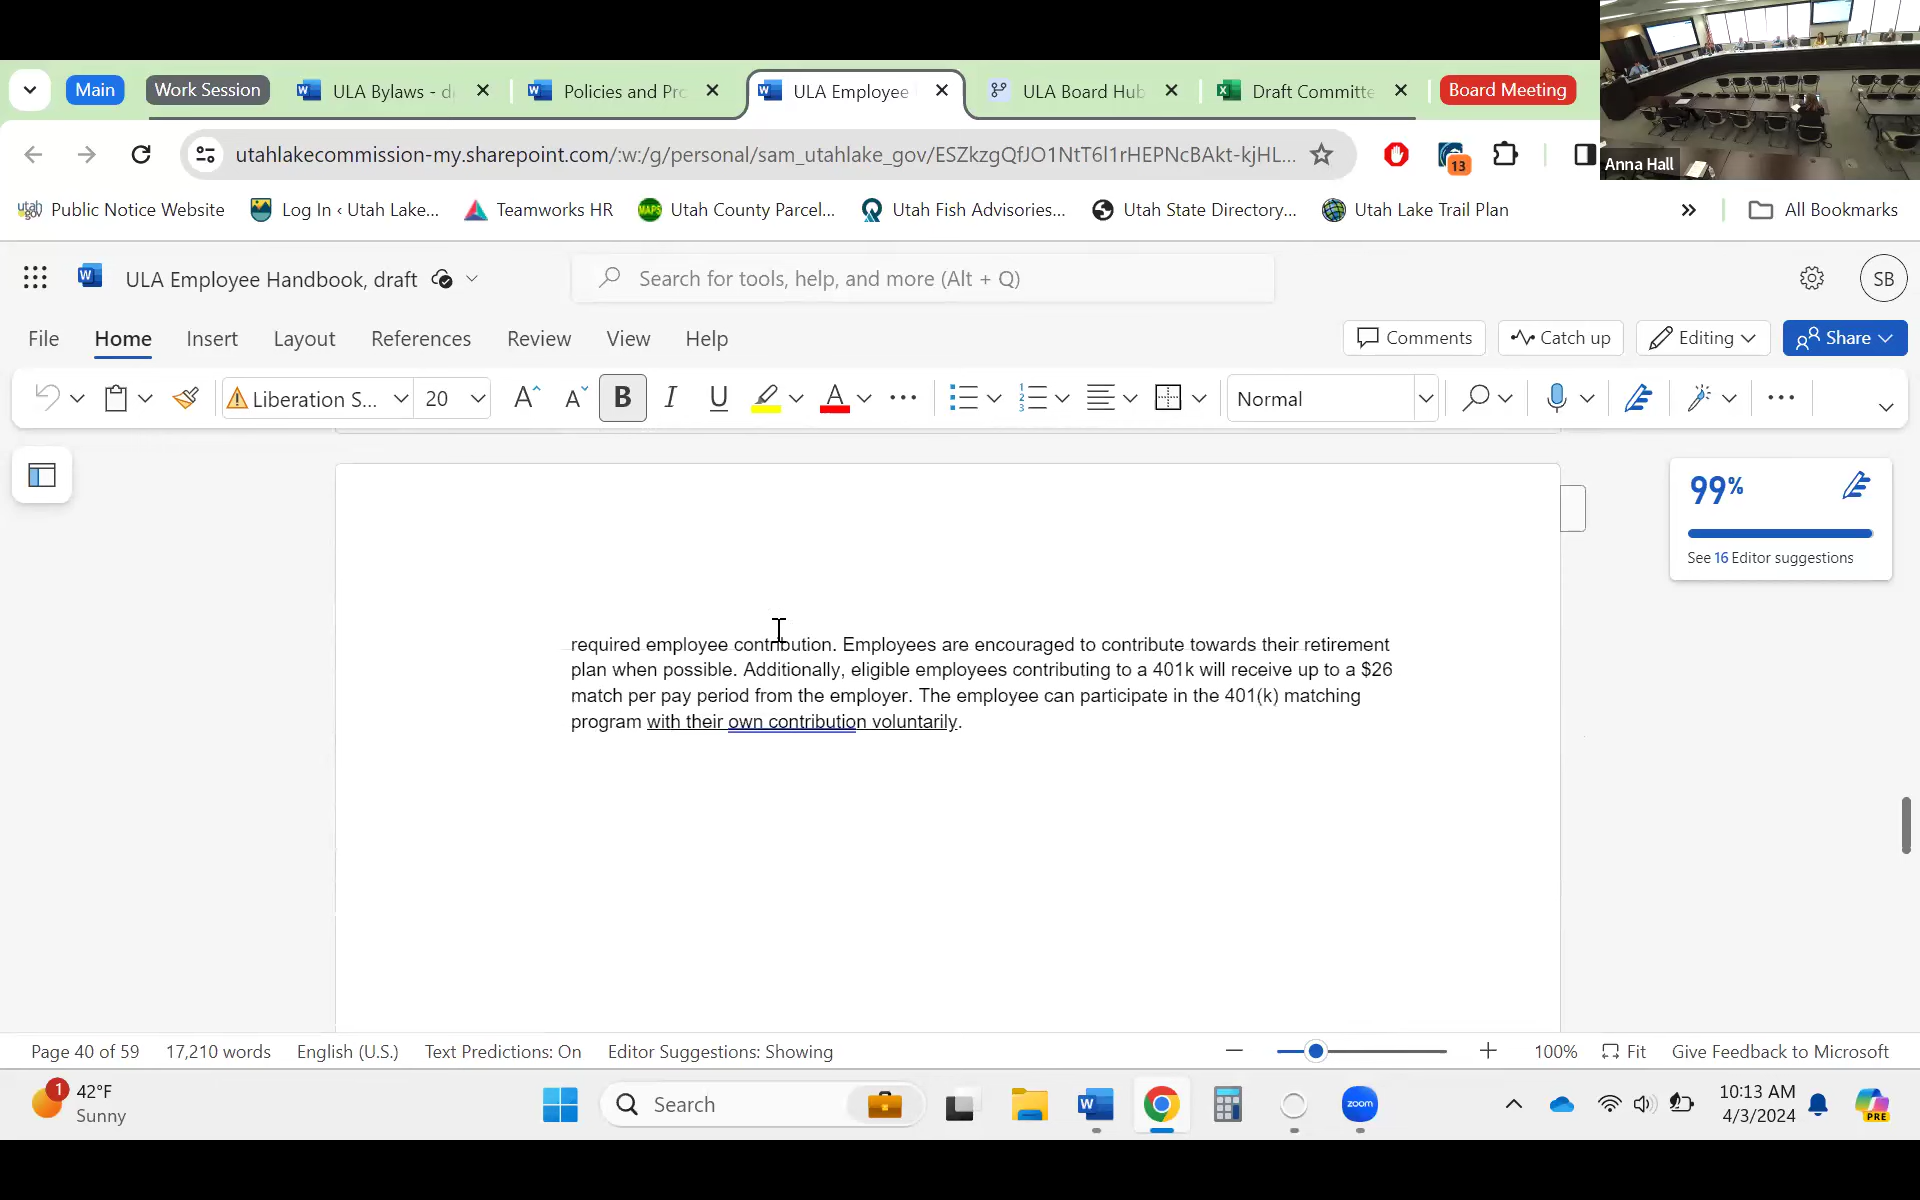 Main
Work Session
ULA Bylaws - d
Policies and Pro
ULA Employee
ULA Board Hub
Draft Committe
Board Meeting
Anna Hall
utahlakecommission-my.sharepoint.com/:w:/g/personal/sam_utahlake_gov/ESZkzgQfJO1NtT6l1rHEPNcBAkt-kjHL...
13
Public Notice Website
Log In ‹ Utah Lake...
Teamworks HR
MAPS
Utah County Parcel...
Utah Fish Advisories...
Utah State Directory...
Utah Lake Trail Plan
All Bookmarks
ULA Employee Handbook, draft
Search for tools, help, and more (Alt + Q)
SB
File
Home
Insert
Layout
References
Review
View
Help
Comments
Catch up
Editing
Share
Liberation S...
20
Normal
99%
See 16 Editor suggestions
required employee contribution. Employees are encouraged to contribute towards their retirement
plan when possible. Additionally, eligible employees contributing to a 401k will receive up to a $26
match per pay period from the employer. The employee can participate in the 401(k) matching
program with their own contribution voluntarily.
Page 40 of 59
17,210 words
English (U.S.)
Text Predictions: On
Editor Suggestions: Showing
100%
Fit
Give Feedback to Microsoft
1
42°F
Sunny
Search
zoom
10:13 AM
4/3/2024
PRE